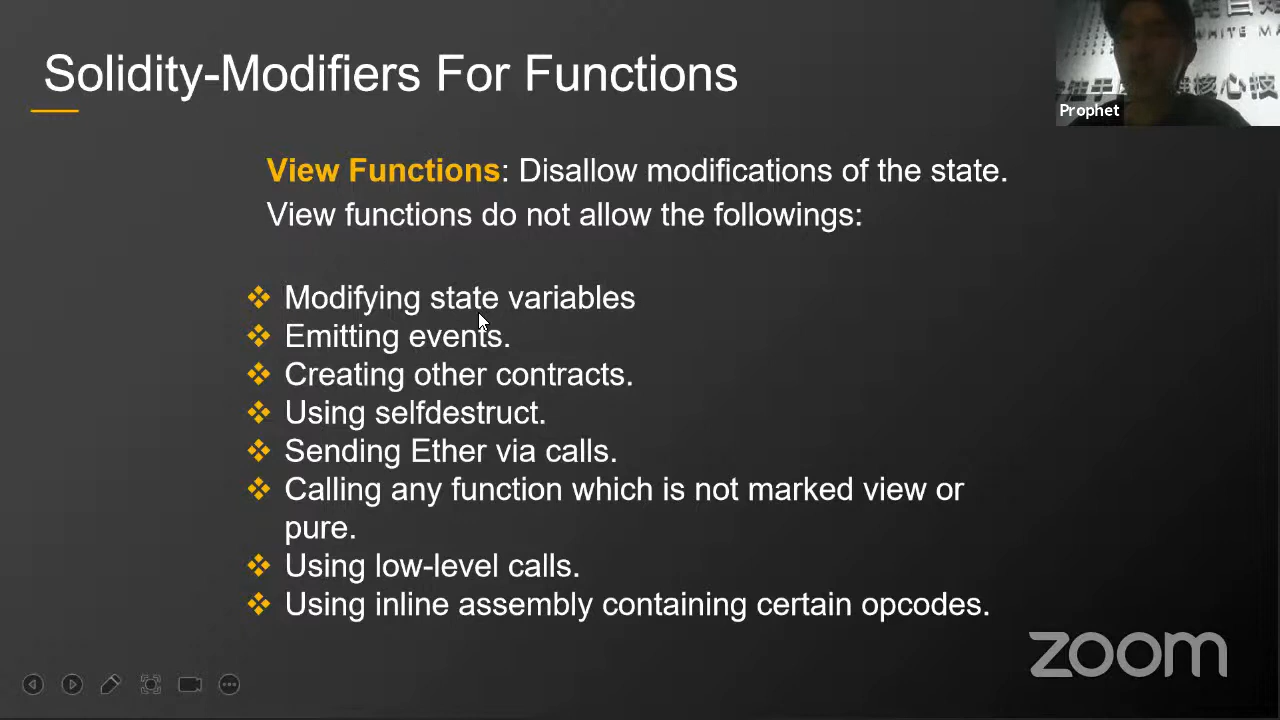 Solidity-Modifiers For Functions
Prophet
View Functions: Disallow modifications of the state.
View functions do not allow the followings:
❖ Modifying state variables
❖ Emitting events.
❖ Creating other contracts.
❖ Using selfdestruct.
❖ Sending Ether via calls.
❖ Calling any function which is not marked view or
pure.
❖ Using low-level calls.
❖ Using inline assembly containing certain opcodes.
zoom